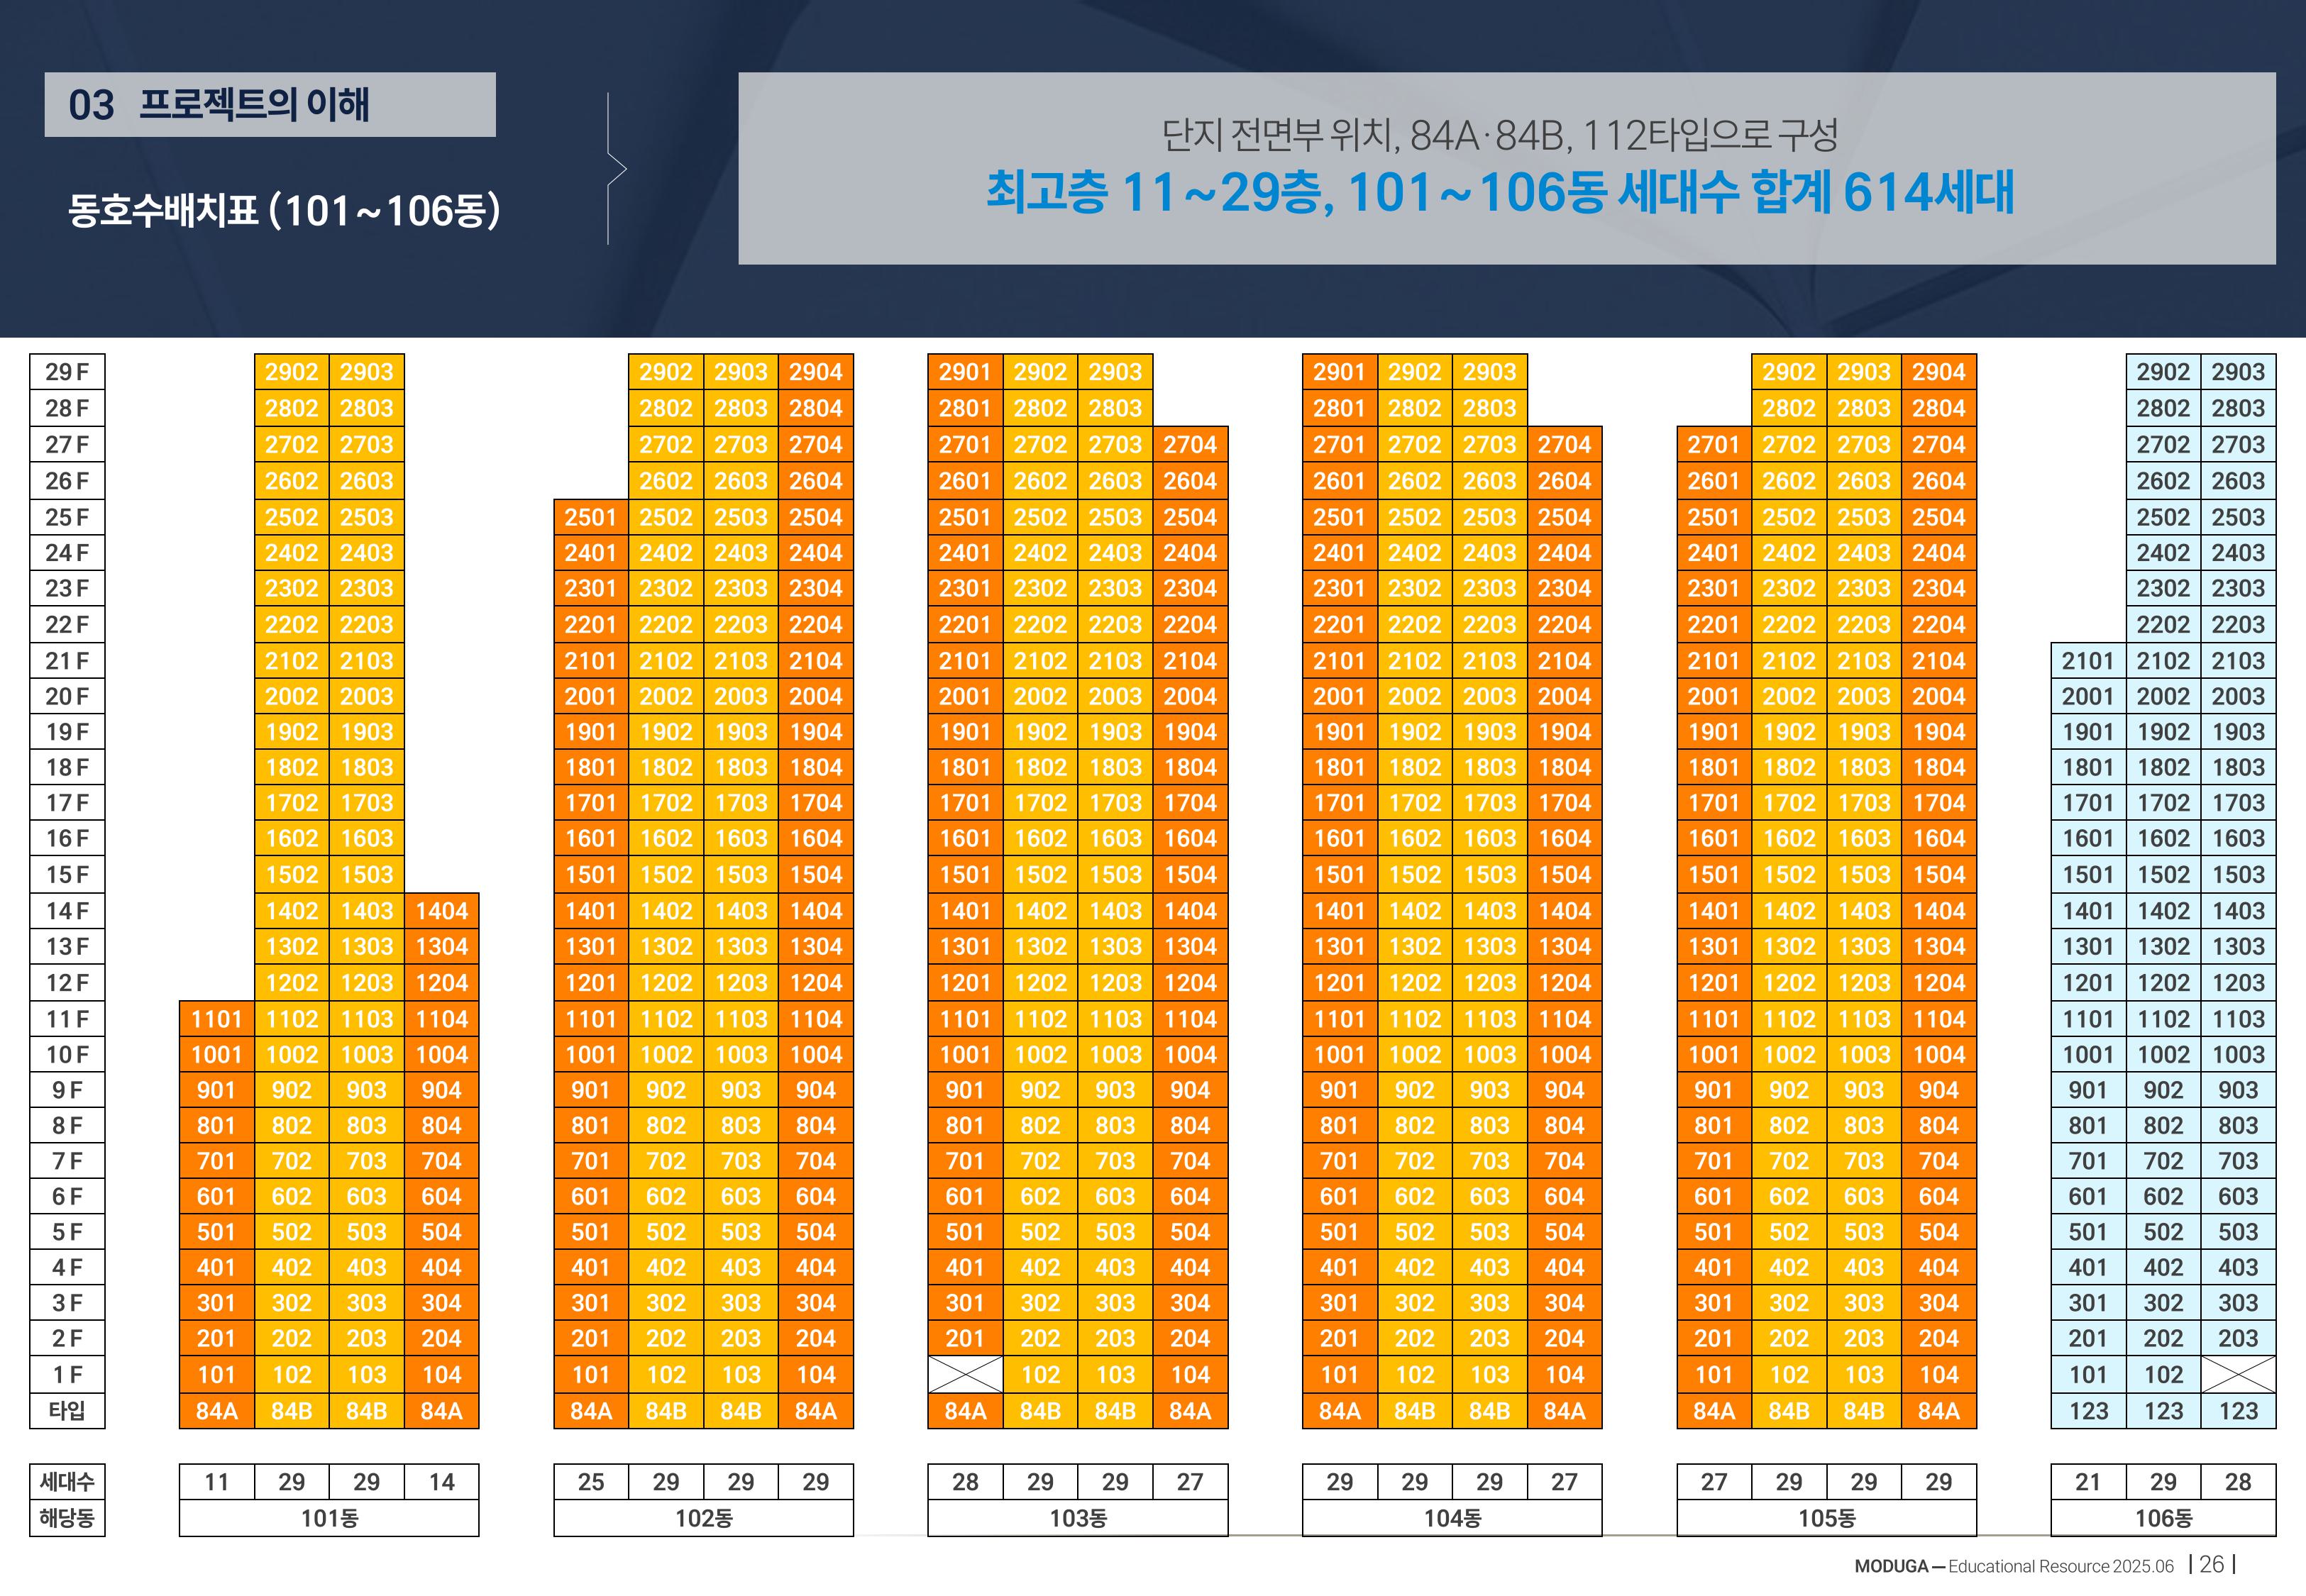 03 프로젝트의 이해
동호수배치표 (101~106동)
단지 전면부 위치, 84A·84B, 112타입으로 구성
최고층 11~29층, 101~106동 세대수 합계 614세대
29F 2902 2903 2902 2903 2904 2901 2902 2903 2901 2902 2903 2902 2903 2904 2902 2903
28F 2802 2803 2802 2803 2804 2801 2802 2803 2801 2802 2803 2802 2803 2804 2802 2803
27F 2702 2703 2702 2703 2704 2701 2702 2703 2704 2701 2702 2703 2704 2701 2702 2703 2704 2702 2703
26F 2602 2603 2602 2603 2604 2601 2602 2603 2604 2601 2602 2603 2604 2601 2602 2603 2604 2602 2603
25F 2502 2503 2501 2502 2503 2504 2501 2502 2503 2504 2501 2502 2503 2504 2501 2502 2503 2504 2502 2503
24F 2402 2403 2401 2402 2403 2404 2401 2402 2403 2404 2401 2402 2403 2404 2401 2402 2403 2404 2402 2403
23F 2302 2303 2301 2302 2303 2304 2301 2302 2303 2304 2301 2302 2303 2304 2301 2302 2303 2304 2302 2303
22F 2202 2203 2201 2202 2203 2204 2201 2202 2203 2204 2201 2202 2203 2204 2201 2202 2203 2204 2202 2203
21F 2102 2103 2101 2102 2103 2104 2101 2102 2103 2104 2101 2102 2103 2104 2101 2102 2103 2104 2101 2102 2103
20F 2002 2003 2001 2002 2003 2004 2001 2002 2003 2004 2001 2002 2003 2004 2001 2002 2003 2004 2001 2002 2003
19F 1902 1903 1901 1902 1903 1904 1901 1902 1903 1904 1901 1902 1903 1904 1901 1902 1903 1904 1901 1902 1903
18F 1802 1803 1801 1802 1803 1804 1801 1802 1803 1804 1801 1802 1803 1804 1801 1802 1803 1804 1801 1802 1803
17F 1702 1703 1701 1702 1703 1704 1701 1702 1703 1704 1701 1702 1703 1704 1701 1702 1703 1704 1701 1702 1703
16F 1602 1603 1601 1602 1603 1604 1601 1602 1603 1604 1601 1602 1603 1604 1601 1602 1603 1604 1601 1602 1603
15F 1502 1503 1501 1502 1503 1504 1501 1502 1503 1504 1501 1502 1503 1504 1501 1502 1503 1504 1501 1502 1503
14F 1402 1403 1404 1401 1402 1403 1404 1401 1402 1403 1404 1401 1402 1403 1404 1401 1402 1403 1404 1401 1402 1403
13F 1302 1303 1304 1301 1302 1303 1304 1301 1302 1303 1304 1301 1302 1303 1304 1301 1302 1303 1304 1301 1302 1303
12F 1202 1203 1204 1201 1202 1203 1204 1201 1202 1203 1204 1201 1202 1203 1204 1201 1202 1203 1204 1201 1202 1203
11F 1101 1102 1103 1104 1101 1102 1103 1104 1101 1102 1103 1104 1101 1102 1103 1104 1101 1102 1103 1104 1101 1102 1103
10F 1001 1002 1003 1004 1001 1002 1003 1004 1001 1002 1003 1004 1001 1002 1003 1004 1001 1002 1003 1004 1001 1002 1003
9F 901 902 903 904 901 902 903 904 901 902 903 904 901 902 903 904 901 902 903 904 901 902 903
8F 801 802 803 804 801 802 803 804 801 802 803 804 801 802 803 804 801 802 803 804 801 802 803
7F 701 702 703 704 701 702 703 704 701 702 703 704 701 702 703 704 701 702 703 704 701 702 703
6F 601 602 603 604 601 602 603 604 601 602 603 604 601 602 603 604 601 602 603 604 601 602 603
5F 501 502 503 504 501 502 503 504 501 502 503 504 501 502 503 504 501 502 503 504 501 502 503
4F 401 402 403 404 401 402 403 404 401 402 403 404 401 402 403 404 401 402 403 404 401 402 403
3F 301 302 303 304 301 302 303 304 301 302 303 304 301 302 303 304 301 302 303 304 301 302 303
2F 201 202 203 204 201 202 203 204 201 202 203 204 201 202 203 204 201 202 203 204 201 202 203
1F 101 102 103 104 101 102 103 104 102 103 104 101 102 103 104 101 102 103 104 101 102
타입 84A 84B 84B 84A 84A 84B 84B 84A 84A 84B 84B 84A 84A 84B 84B 84A 84A 84B 84B 84A 123 123 123
세대수 11 29 29 14 25 29 29 29 28 29 29 27 29 29 29 27 27 29 29 29 21 29 28
해당동 101동 102동 103동 104동 105동 106동
MODUGA — Educational Resource 2025.06 | 26 |